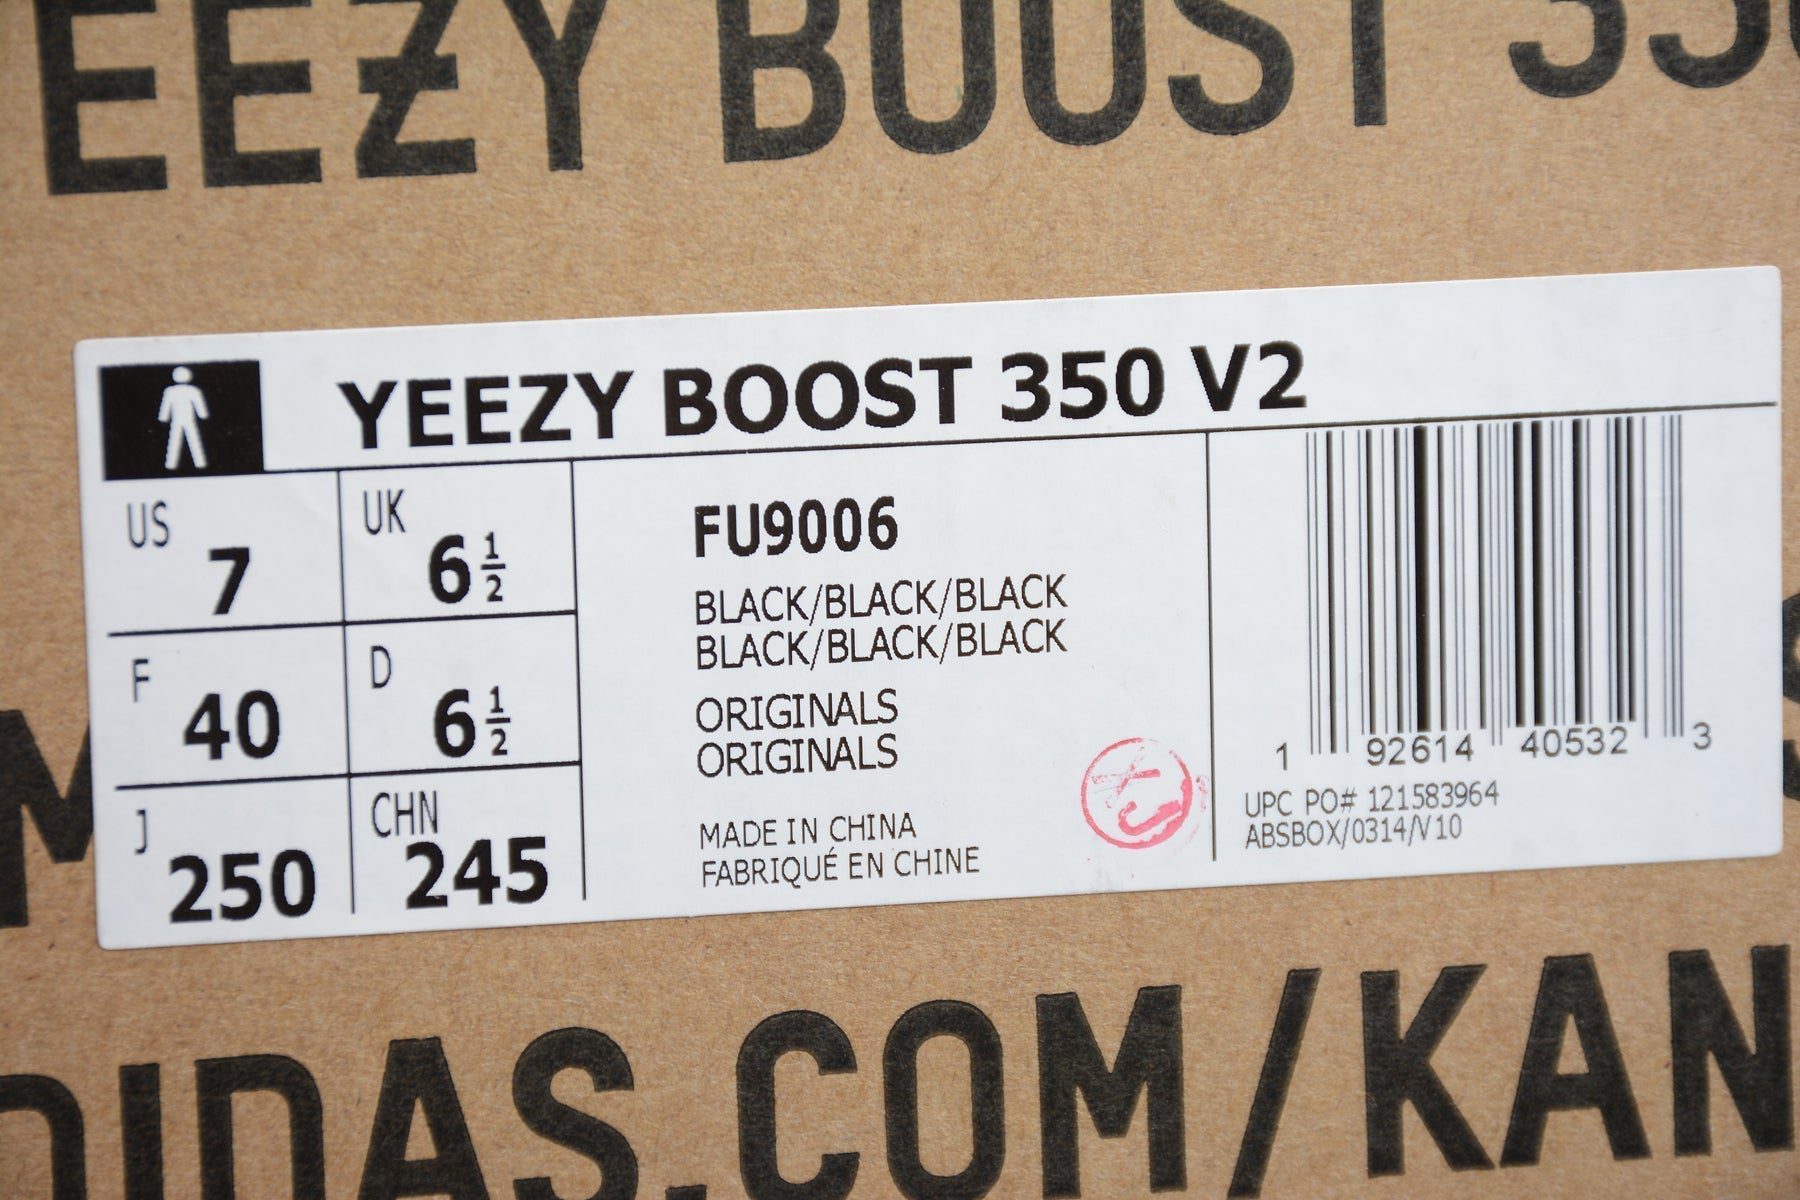 EEZY BOOST 35
YEEZY BOOST 350 V2
US 7
UK 6 1/2
F 40
D 6 1/2
J 250
CHN 245
FU9006
BLACK/BLACK/BLACK
BLACK/BLACK/BLACK
ORIGINALS
ORIGINALS
MADE IN CHINA
FABRIQUÉ EN CHINE
1 92614 40532 3
UPC PO# 121583964
ABSBOX/0314/V10
M
DIDAS.COM/KAN